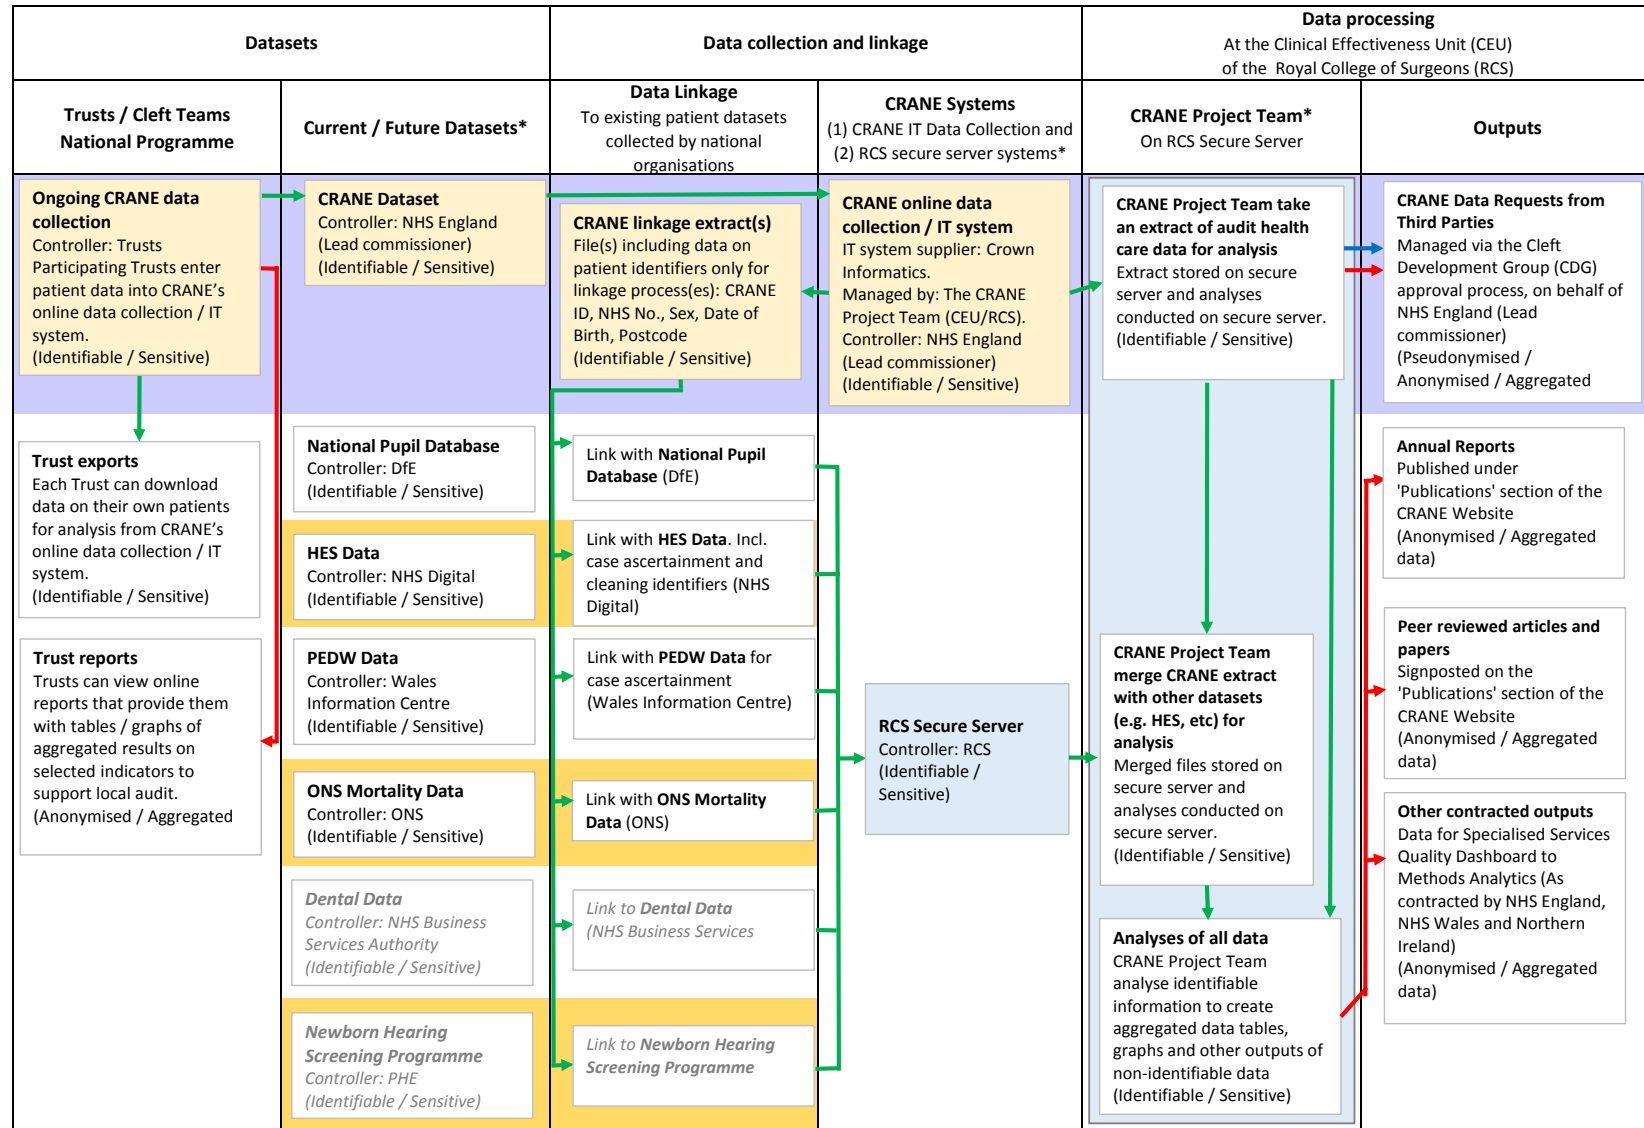 Datasets
Data collection and linkage
Data processing
At the Clinical Effectiveness Unit (CEU)
of the Royal College of Surgeons (RCS)
Trusts / Cleft Teams
National Programme
Current / Future Datasets*
Data Linkage
To existing patient datasets
collected by national
organisations
CRANE Systems
(1) CRANE IT Data Collection and
(2) RCS secure server systems*
CRANE Project Team*
On RCS Secure Server
Outputs
Ongoing CRANE data
collection
Controller: Trusts
Participating Trusts enter
patient data into CRANE’s
online data collection / IT
system.
(Identifiable / Sensitive)
CRANE Dataset
Controller: NHS England
(Lead commissioner)
(Identifiable / Sensitive)
CRANE linkage extract(s)
File(s) including data on
patient identifiers only for
linkage process(es): CRANE
ID, NHS No., Sex, Date of
Birth, Postcode
(Identifiable / Sensitive)
CRANE online data
collection / IT system
IT system supplier: Crown
Informatics.
Managed by: The CRANE
Project Team (CEU/RCS).
Controller: NHS England
(Lead commissioner)
(Identifiable / Sensitive)
CRANE Project Team take
an extract of audit health
care data for analysis
Extract stored on secure
server and analyses
conducted on secure server.
(Identifiable / Sensitive)
CRANE Data Requests from
Third Parties
Managed via the Cleft
Development Group (CDG)
approval process, on behalf of
NHS England (Lead
commissioner)
(Pseudonymised /
Anonymised / Aggregated
Trust exports
Each Trust can download
data on their own patients
for analysis from CRANE’s
online data collection / IT
system.
(Identifiable / Sensitive)
Trust reports
Trusts can view online
reports that provide them
with tables / graphs of
aggregated results on
selected indicators to
support local audit.
(Anonymised / Aggregated
National Pupil Database
Controller: DfE
(Identifiable / Sensitive)
HES Data
Controller: NHS Digital
(Identifiable / Sensitive)
PEDW Data
Controller: Wales
Information Centre
(Identifiable / Sensitive)
ONS Mortality Data
Controller: ONS
(Identifiable / Sensitive)
Dental Data
Controller: NHS Business
Services Authority
(Identifiable / Sensitive)
Newborn Hearing
Screening Programme
Controller: PHE
(Identifiable / Sensitive)
Link with National Pupil
Database (DfE)
Link with HES Data. Incl.
case ascertainment and
cleaning identifiers (NHS
Digital)
Link with PEDW Data for
case ascertainment
(Wales Information Centre)
Link with ONS Mortality
Data (ONS)
Link to Dental Data
(NHS Business Services
Link to Newborn Hearing
Screening Programme
RCS Secure Server
Controller: RCS
(Identifiable /
Sensitive)
CRANE Project Team
merge CRANE extract
with other datasets
(e.g. HES, etc) for
analysis
Merged files stored on
secure server and
analyses conducted on
secure server.
(Identifiable / Sensitive)
Analyses of all data
CRANE Project Team
analyse identifiable
information to create
aggregated data tables,
graphs and other outputs of
non-identifiable data
(Identifiable / Sensitive)
Annual Reports
Published under
'Publications' section of the
CRANE Website
(Anonymised / Aggregated
data)
Peer reviewed articles and
papers
Signposted on the
'Publications' section of the
CRANE Website
(Anonymised / Aggregated
data)
Other contracted outputs
Data for Specialised Services
Quality Dashboard to
Methods Analytics (As
contracted by NHS England,
NHS Wales and Northern
Ireland)
(Anonymised / Aggregated
data)